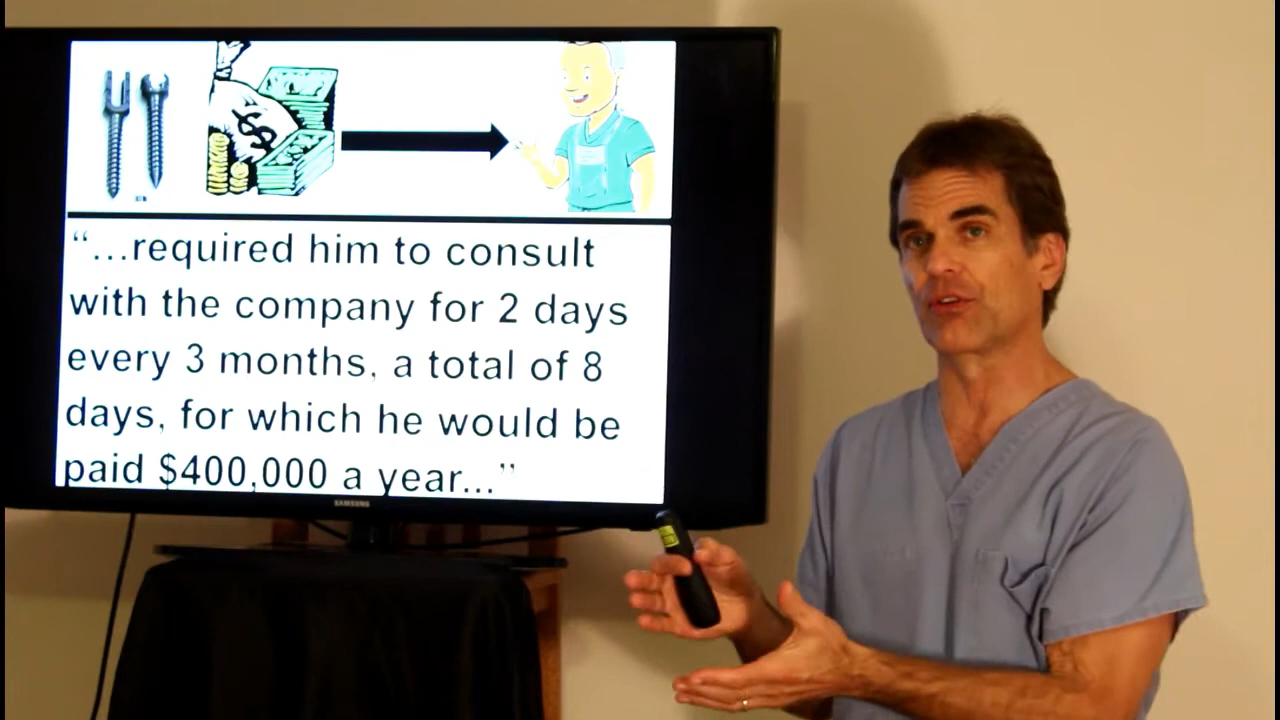 “...required him to consult
with the company for 2 days
every 3 months, a total of 8
days, for which he would be
paid $400,000 a year...”
SAMSUNG